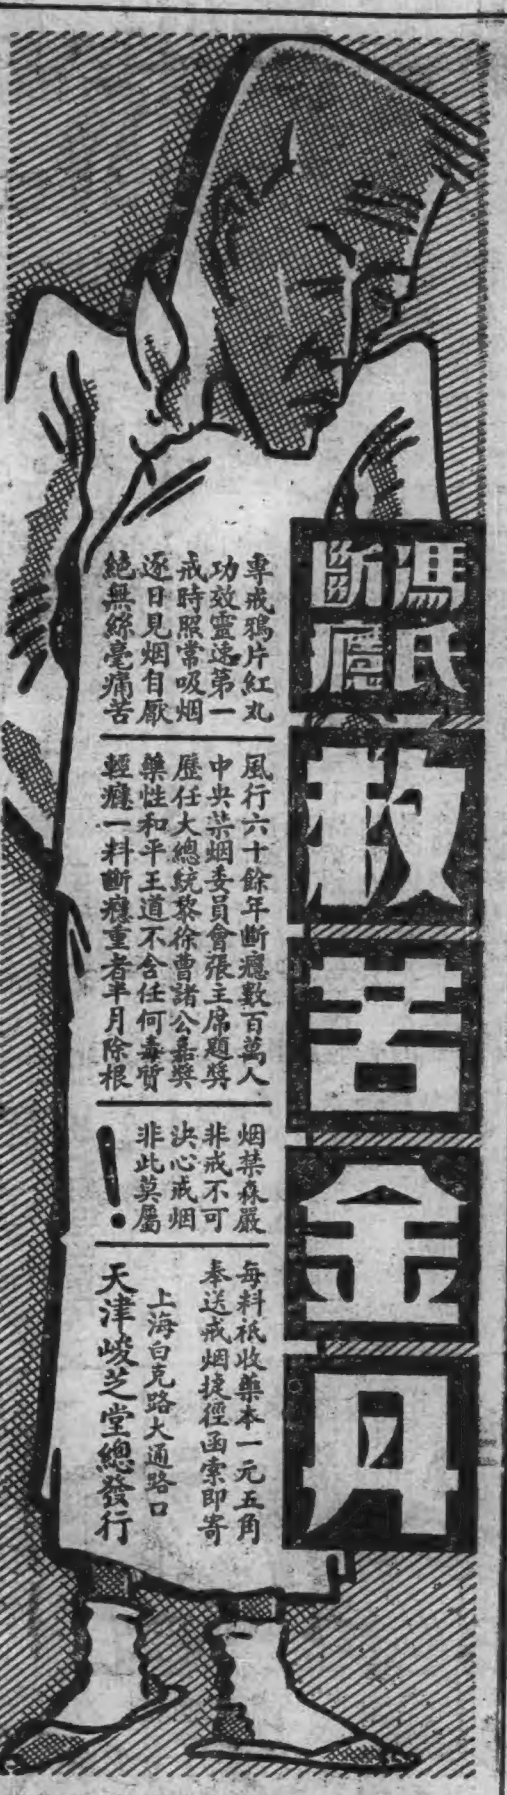 馮氏
斷癮
救苦金丹
專戒鴉片紅丸
功效靈速第一
戒時照常吸烟
逐日見烟自厭
絕無絲毫痛苦
風行六十餘年斷癮數百萬人
中央禁烟委員會張主席題獎
歷任大總統黎徐曹諸公嘉獎
藥性和平王道不含任何毒質
輕癮一料斷癮重者半月除根
烟禁森嚴
非戒不可
決心戒烟
非此莫屬
！
每料祇收藥本一元五角
奉送戒烟捷徑函索即寄
上海白克路大通路口
天津峻芝堂總發行